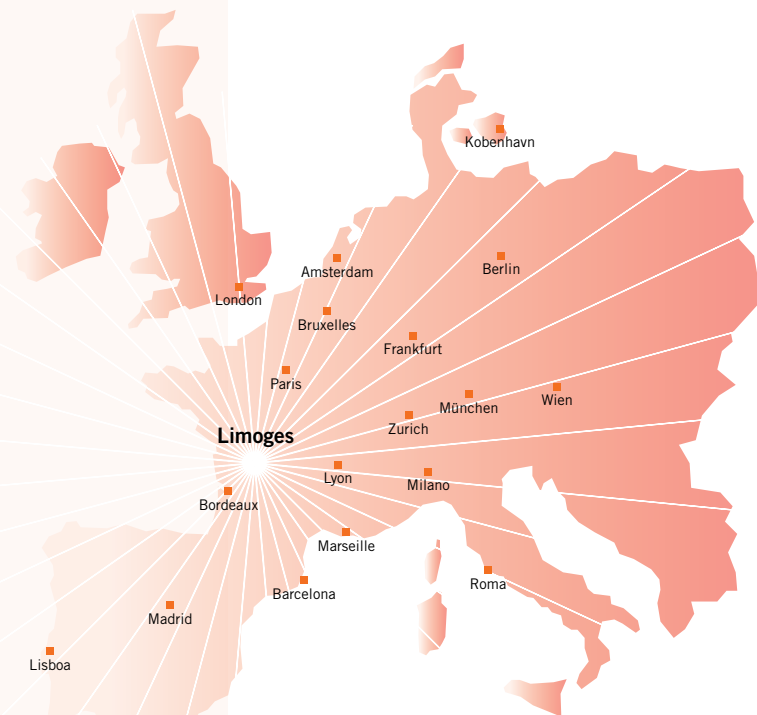 Kobenhavn
Amsterdam
Berlin
London
Bruxelles
Frankfurt
Paris
München
Wien
Zurich
Limoges
Lyon
Milano
Bordeaux
Marseille
Roma
Barcelona
Madrid
Lisboa